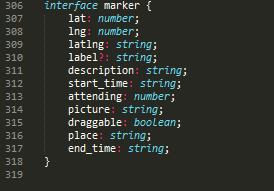 306 interface marker {
307     lat: number;
308     lng: number;
309     latlng: string;
310     label?: string;
311     description: string;
312     start_time: string;
313     attending: number;
314     picture: string;
315     draggable: boolean;
316     place: string;
317     end_time: string;
318 }
319